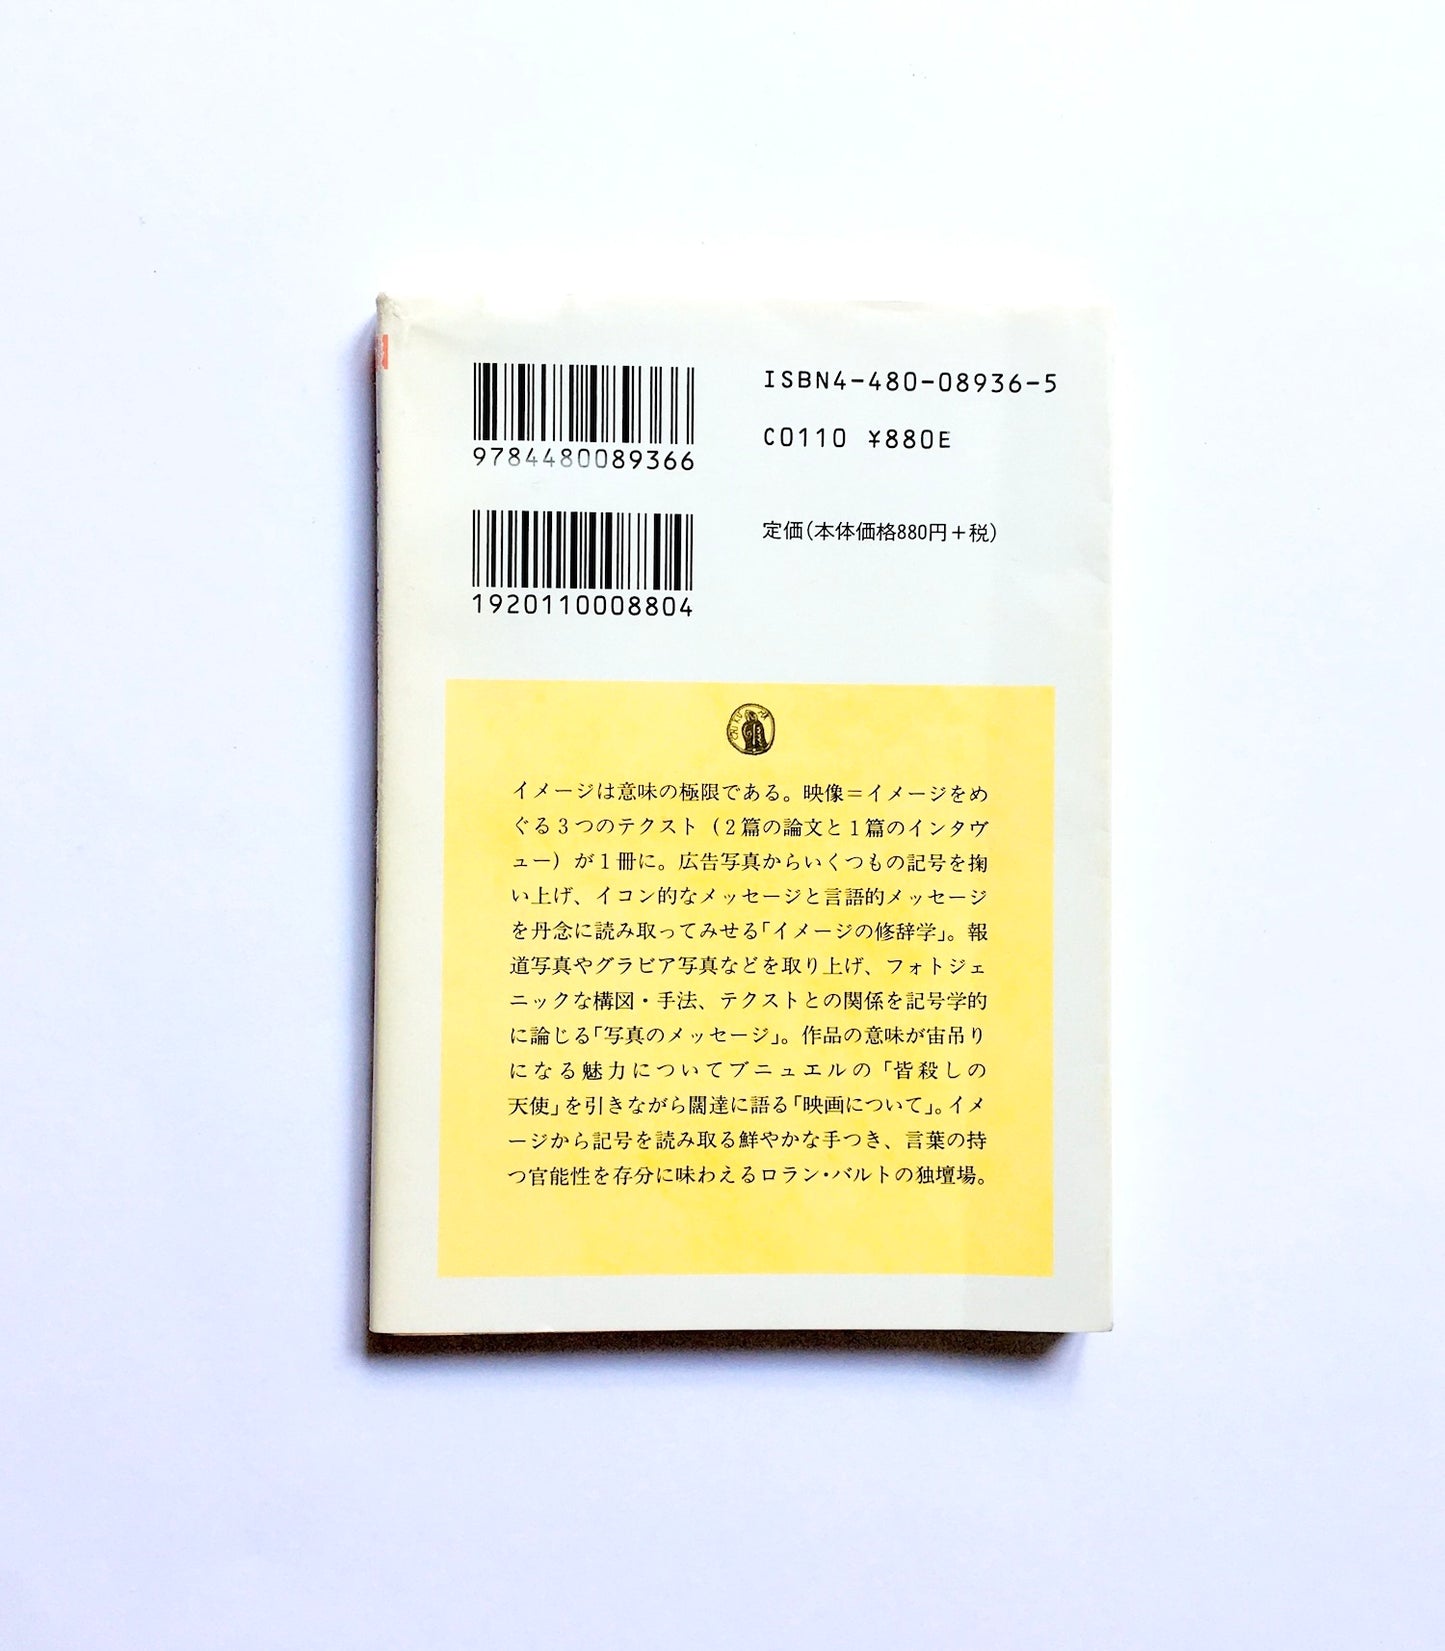 ISBN4-480-08936-5
9784480089366
C0110 ¥880E
定価(本体価格880円+税)
1920110008804
イメージは意味の極限である。映像=イメージをめ
ぐる3つのテクスト(2篇の論文と1篇のインタヴ
ュー)が1冊に。広告写真からいくつもの記号を掬
い上げ、イコン的なメッセージと言語的メッセージ
を丹念に読み取ってみせる「イメージの修辞学」。報
道写真やグラビア写真などを取り上げ、フォトジェ
ニックな構図・手法、テクストとの関係を記号学的
に論じる「写真のメッセージ」。作品の意味が宙吊り
になる魅力についてブニュエルの「皆殺しの
天使」を引きながら闊達に語る「映画について」。イメ
ージから記号を読み取る鮮やかな手つき、言葉の持
つ官能性を存分に味わえるロラン・バルトの独壇場。